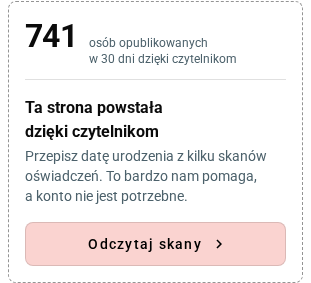 741 osób opublikowanych
w 30 dni dzięki czytelnikom
Ta strona powstała
dzięki czytelnikom
Przepisz datę urodzenia z kilku skanów
oświadczeń. To bardzo nam pomaga,
a konto nie jest potrzebne.
Odczytaj skany